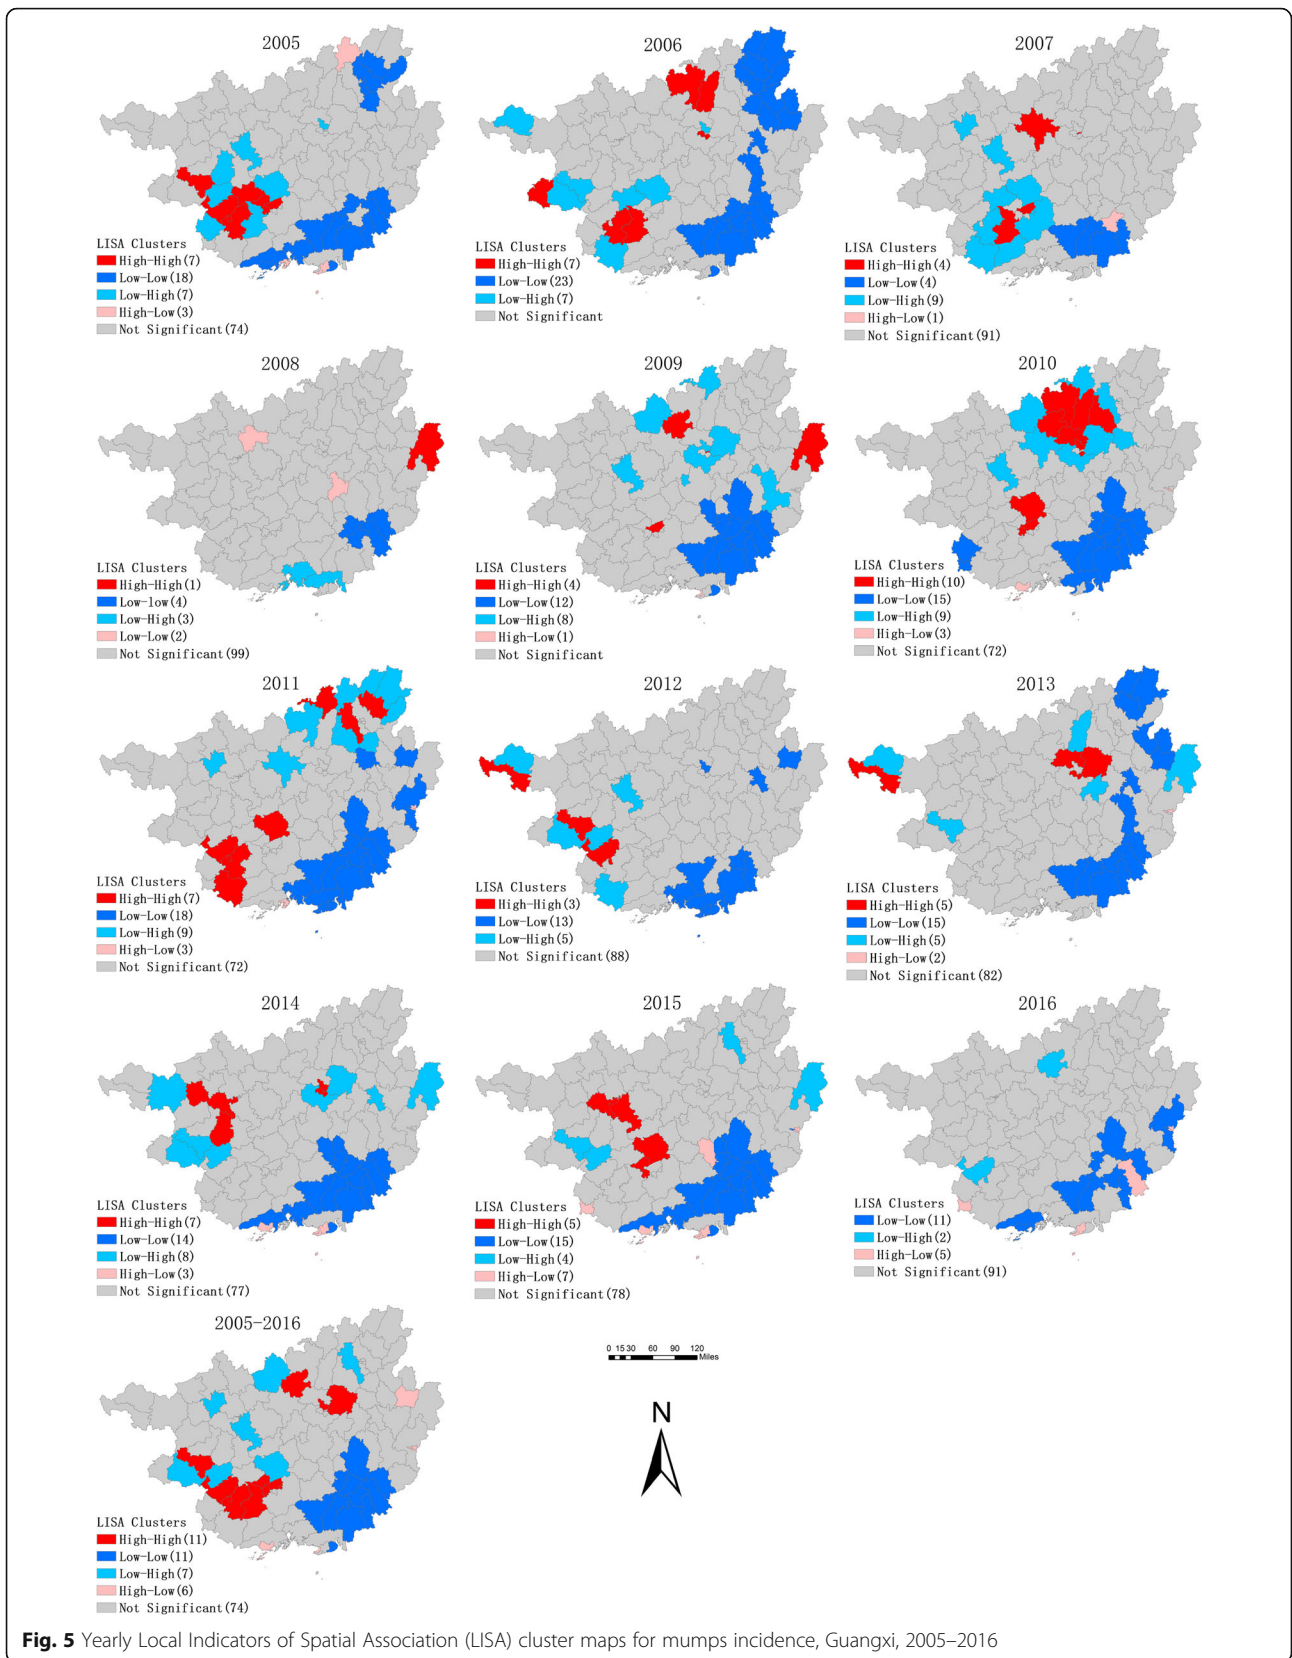 2005
LISA Clusters
High-High(7)
Low-Low(18)
Low-High(7)
High-Low(3)
Not Significant(74)
2006
LISA Clusters
High-High(7)
Low-Low(23)
Low-High(7)
Not Significant
2007
LISA Clusters
High-High(4)
Low-Low(4)
Low-High(9)
High-Low(1)
Not Significant(91)
2008
LISA Clusters
High-High(1)
Low-low(4)
Low-High(3)
Low-Low(2)
Not Significant(99)
2009
LISA Clusters
High-High(4)
Low-Low(12)
Low-High(8)
High-Low(1)
Not Significant
2010
LISA Clusters
High-High(10)
Low-Low(15)
Low-High(9)
High-Low(3)
Not Significant(72)
2011
LISA Clusters
High-High(7)
Low-Low(18)
Low-High(9)
High-Low(3)
Not Significant(72)
2012
LISA Clusters
High-High(3)
Low-Low(13)
Low-High(5)
Not Significant(88)
2013
LISA Clusters
High-High(5)
Low-Low(15)
Low-High(5)
High-Low(2)
Not Significant(82)
2014
LISA Clusters
High-High(7)
Low-Low(14)
Low-High(8)
High-Low(3)
Not Significant(77)
2015
LISA Clusters
High-High(5)
Low-Low(15)
Low-High(4)
High-Low(7)
Not Significant(78)
2016
LISA Clusters
Low-Low(11)
Low-High(2)
High-Low(5)
Not Significant(91)
2005-2016
LISA Clusters
High-High(11)
Low-Low(11)
Low-High(7)
High-Low(6)
Not Significant(74)
0 15 30 60 90 120
Miles
N
Fig. 5 Yearly Local Indicators of Spatial Association (LISA) cluster maps for mumps incidence, Guangxi, 2005–2016